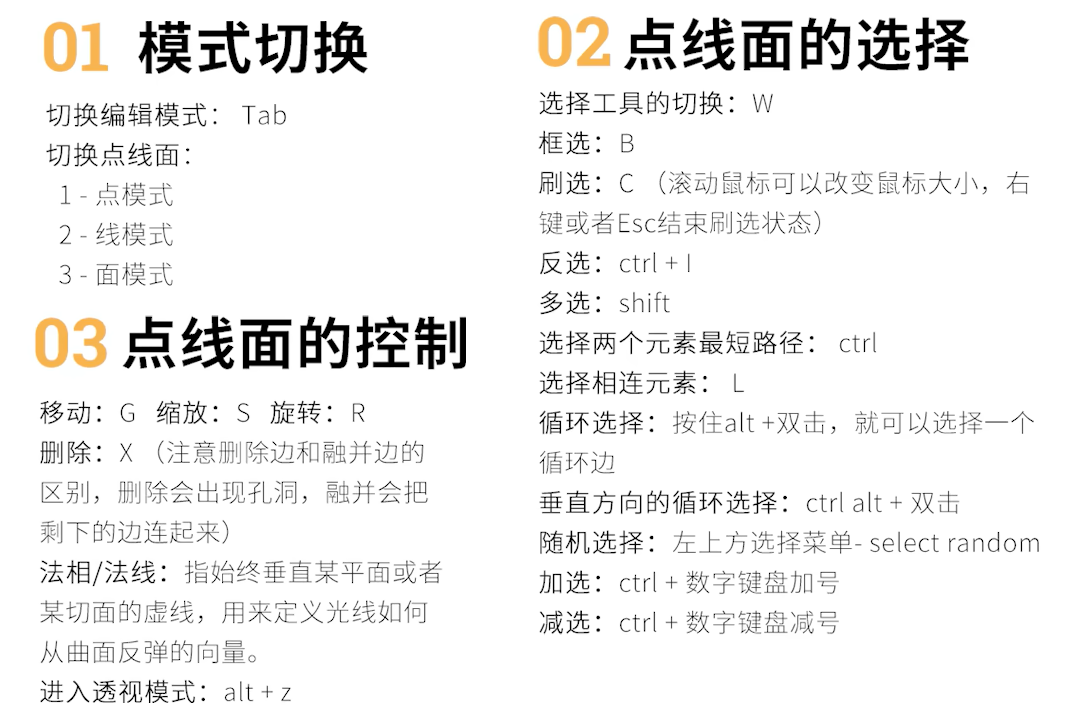 01 模式切换
切换编辑模式： Tab
切换点线面：
1 - 点模式
2 - 线模式
3 - 面模式
02 点线面的选择
选择工具的切换：W
框选：B
刷选：C （滚动鼠标可以改变鼠标大小，右
键或者Esc结束刷选状态）
反选：ctrl + I
多选：shift
选择两个元素最短路径： ctrl
选择相连元素： L
循环选择：按住alt +双击，就可以选择一个
循环边
垂直方向的循环选择：ctrl alt + 双击
随机选择：左上方选择菜单- select random
加选：ctrl + 数字键盘加号
减选：ctrl + 数字键盘减号
03 点线面的控制
移动：G 缩放：S 旋转：R
删除：X （注意删除边和融并边的
区别，删除会出现孔洞，融并会把
剩下的边连起来）
法相/法线：指始终垂直某平面或者
某切面的虚线，用来定义光线如何
从曲面反弹的向量。
进入透视模式：alt + z